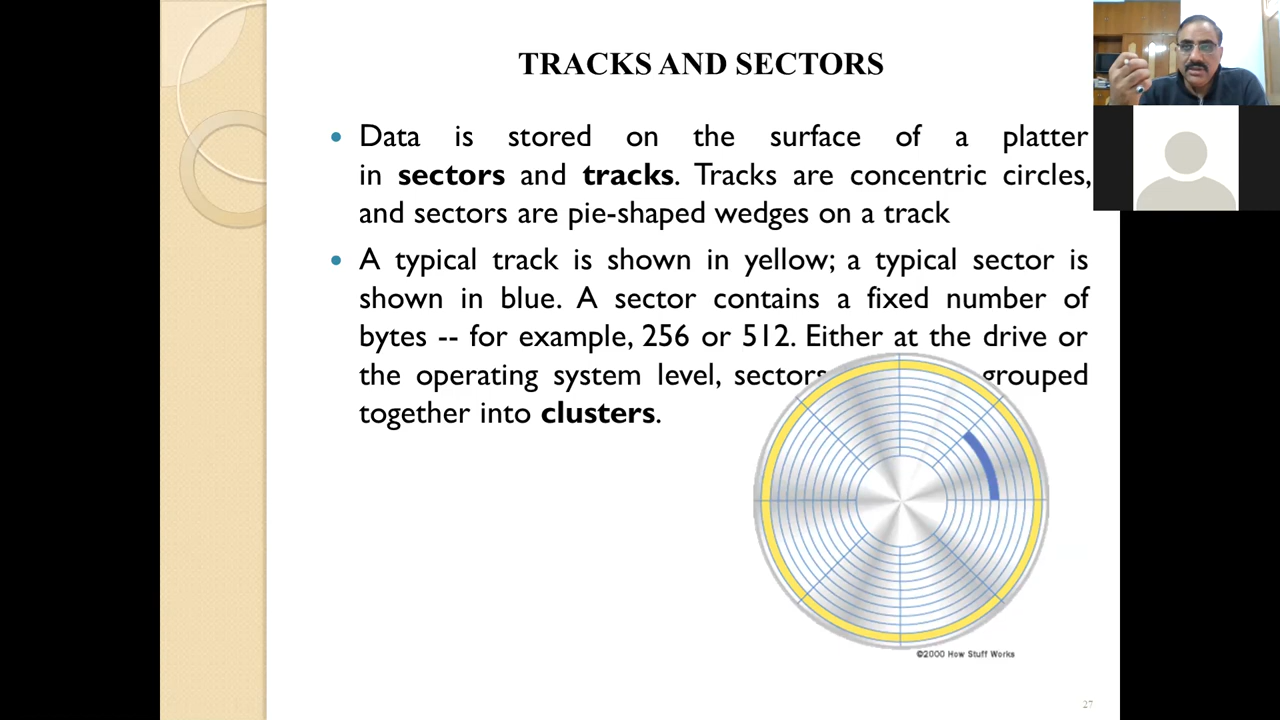 TRACKS AND SECTORS
Data is stored on the surface of a platter
in sectors and tracks. Tracks are concentric circles,
and sectors are pie-shaped wedges on a track
A typical track is shown in yellow; a typical sector is
shown in blue. A sector contains a fixed number of
bytes -- for example, 256 or 512. Either at the drive or
the operating system level, sectors grouped
together into clusters.
©2000 How Stuff Works
27